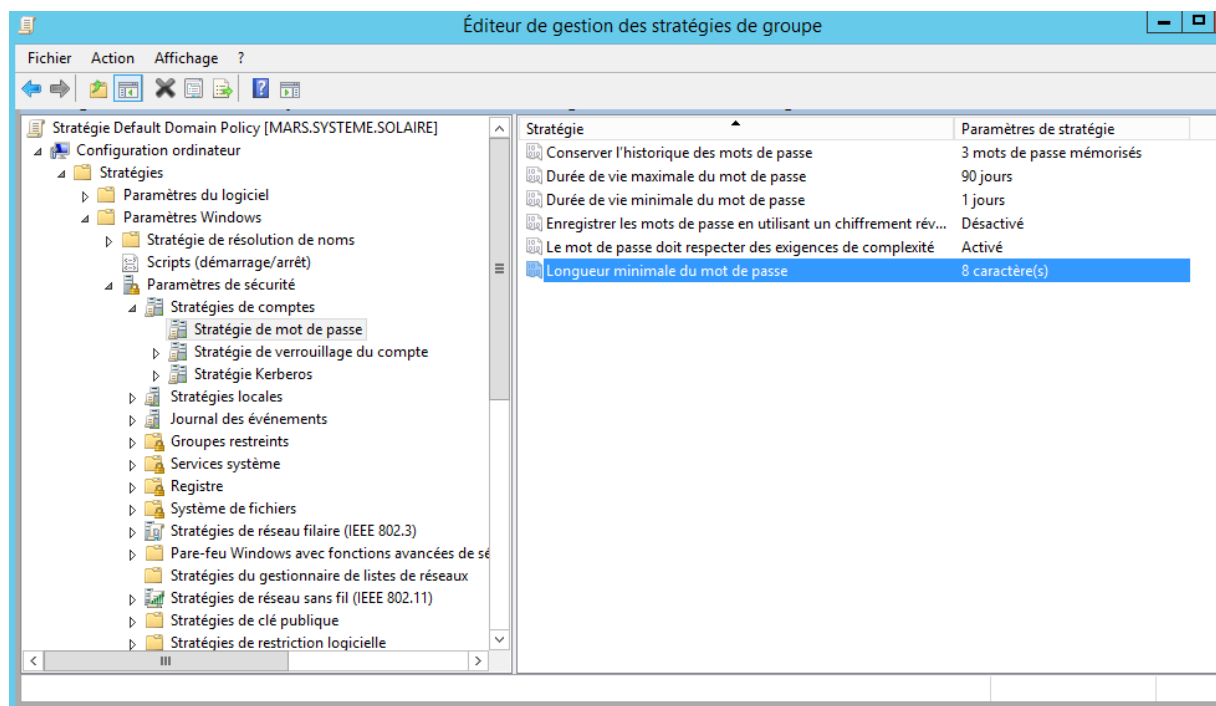 Éditeur de gestion des stratégies de groupe
Fichier Action Affichage ?
Stratégie Default Domain Policy [MARS.SYSTEME.SOLAIRE]
Configuration ordinateur
Stratégies
Paramètres du logiciel
Paramètres Windows
Stratégie de résolution de noms
Scripts (démarrage/arrêt)
Paramètres de sécurité
Stratégies de comptes
Stratégie de mot de passe
Stratégie de verrouillage du compte
Stratégie Kerberos
Stratégies locales
Journal des événements
Groupes restreints
Services système
Registre
Système de fichiers
Stratégies de réseau filaire (IEEE 802.3)
Pare-feu Windows avec fonctions avancées de sé
Stratégies du gestionnaire de listes de réseaux
Stratégies de réseau sans fil (IEEE 802.11)
Stratégies de clé publique
Stratégies de restriction logicielle
Stratégie Paramètres de stratégie
Conserver l'historique des mots de passe 3 mots de passe mémorisés
Durée de vie maximale du mot de passe 90 jours
Durée de vie minimale du mot de passe 1 jours
Enregistrer les mots de passe en utilisant un chiffrement rév... Désactivé
Le mot de passe doit respecter des exigences de complexité Activé
Longueur minimale du mot de passe 8 caractère(s)